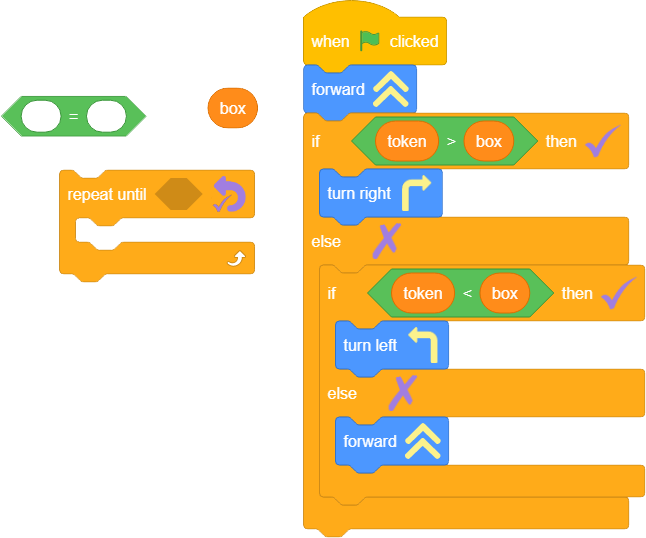 when clicked
forward
= box
if token > box then
repeat until
turn right
else
if token < box then
turn left
else
forward